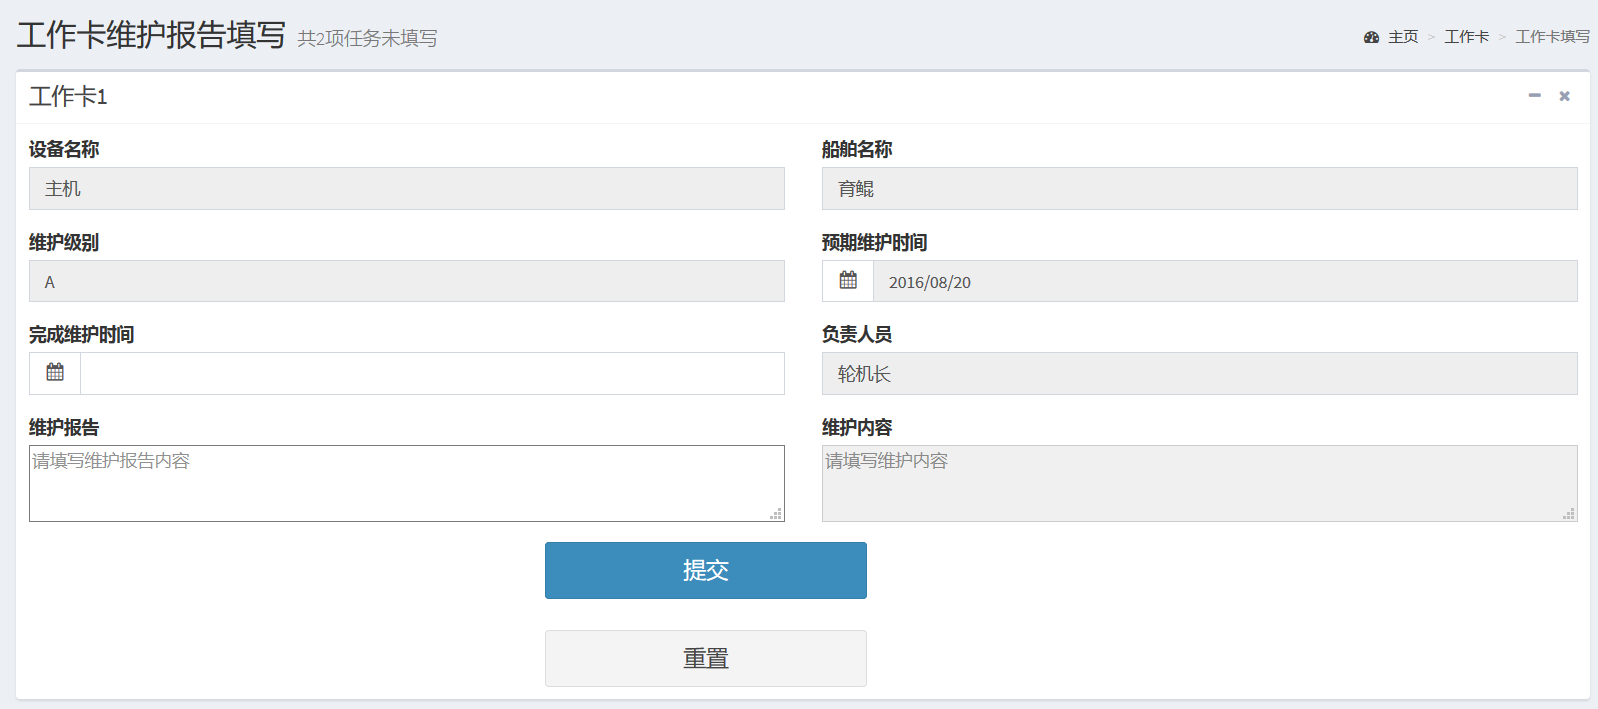 工作卡维护报告填写 共2项任务未填写
主页 > 工作卡 > 工作卡填写
工作卡1
设备名称
主机
船舶名称
育鲲
维护级别
A
预期维护时间
2016/08/20
完成维护时间
负责人员
轮机长
维护报告
请填写维护报告内容
维护内容
请填写维护内容
提交
重置